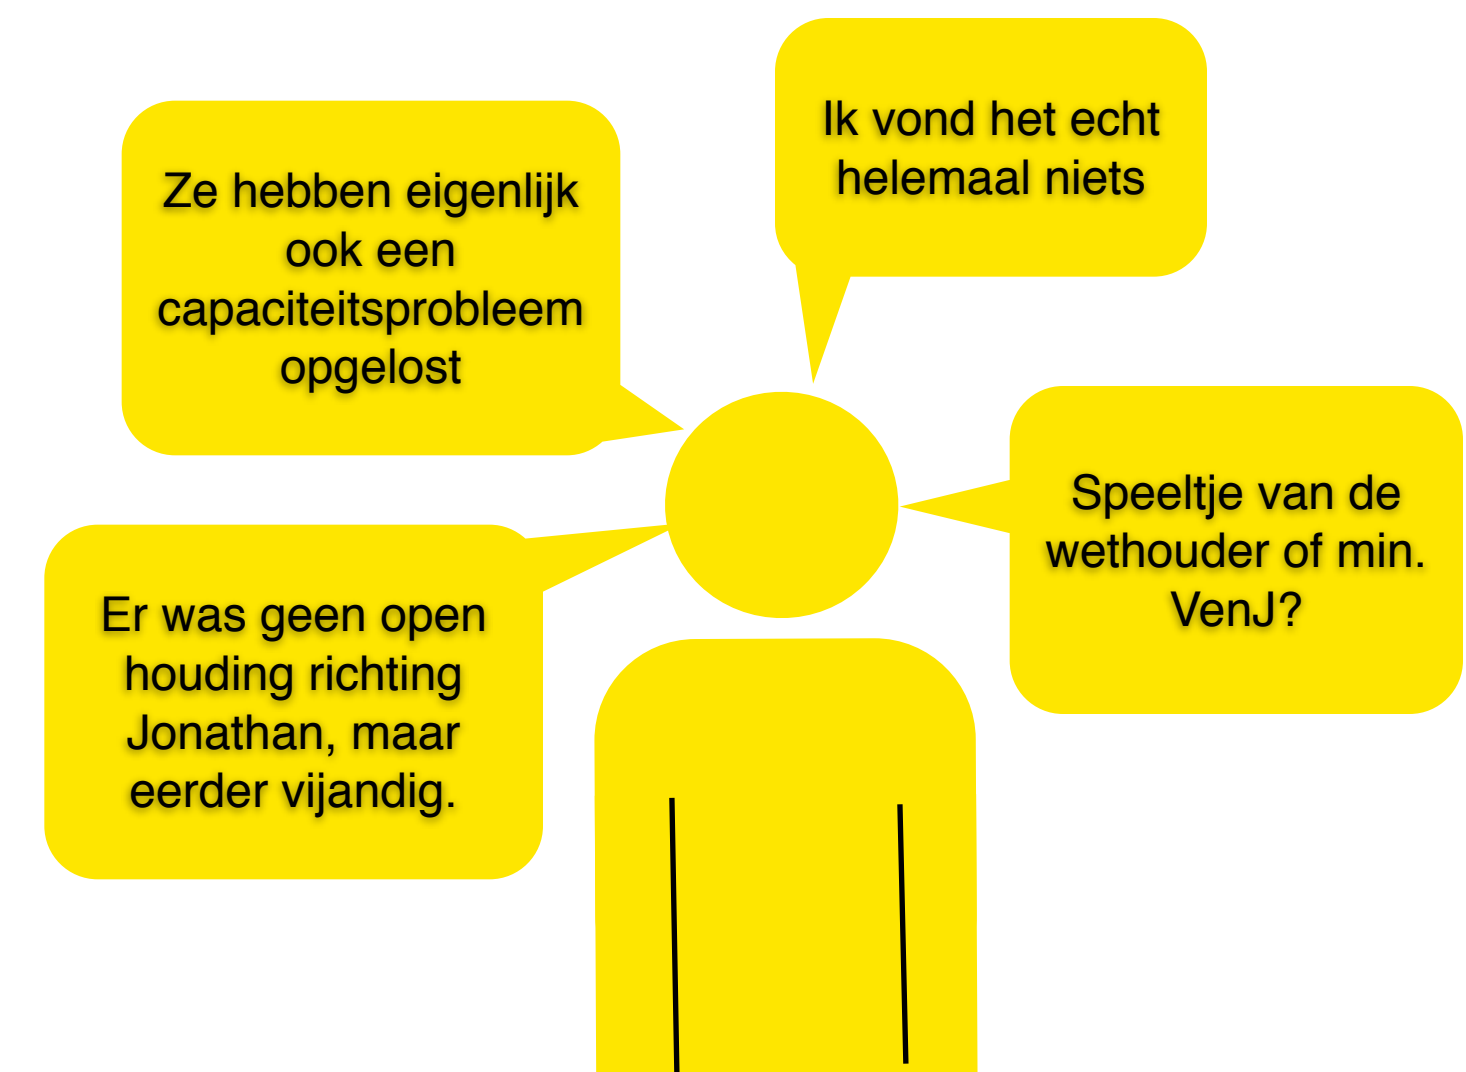 Ik vond het echt
helemaal niets
Ze hebben eigenlijk
ook een
capaciteitsprobleem
opgelost
Speeltje van de
wethouder of min.
VenJ?
Er was geen open
houding richting
Jonathan, maar
eerder vijandig.